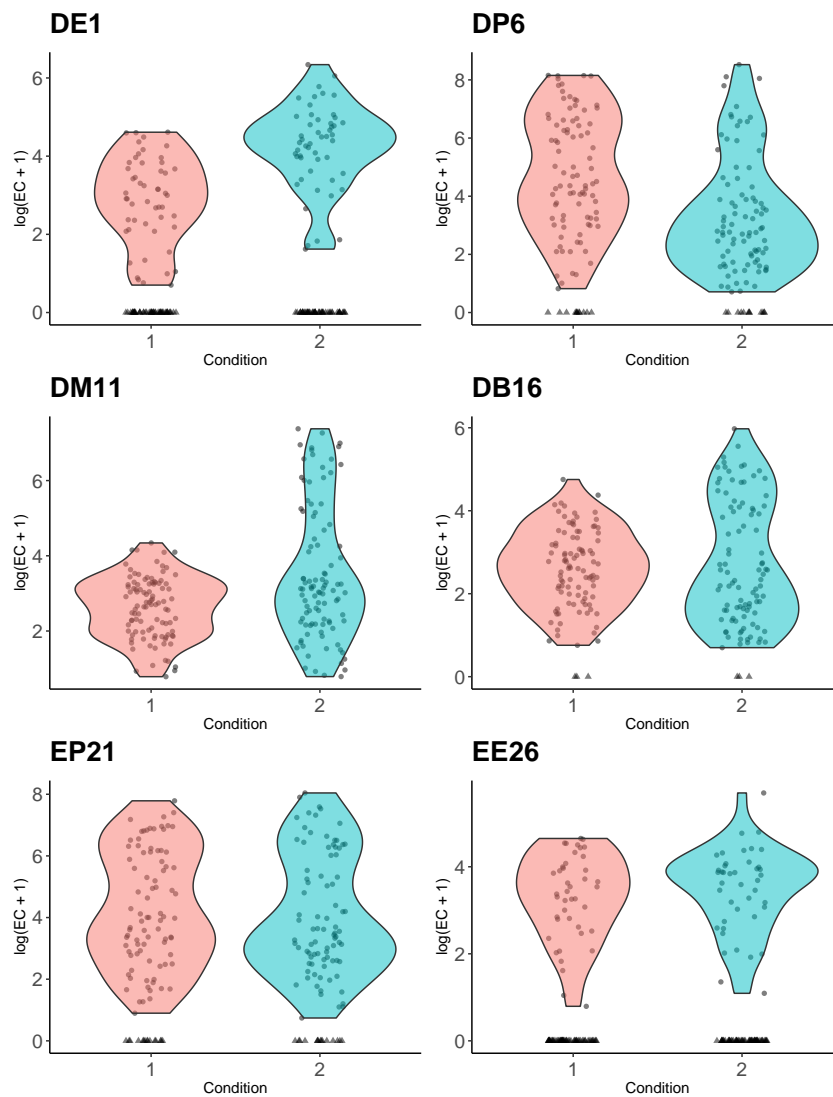 DE1
log(EC + 1)
6
4
2
0
1 2
Condition
DP6
log(EC + 1)
8
6
4
2
0
1 2
Condition
DM11
log(EC + 1)
6
4
2
1 2
Condition
DB16
log(EC + 1)
6
4
2
0
1 2
Condition
EP21
log(EC + 1)
8
6
4
2
0
1 2
Condition
EE26
log(EC + 1)
4
2
0
1 2
Condition